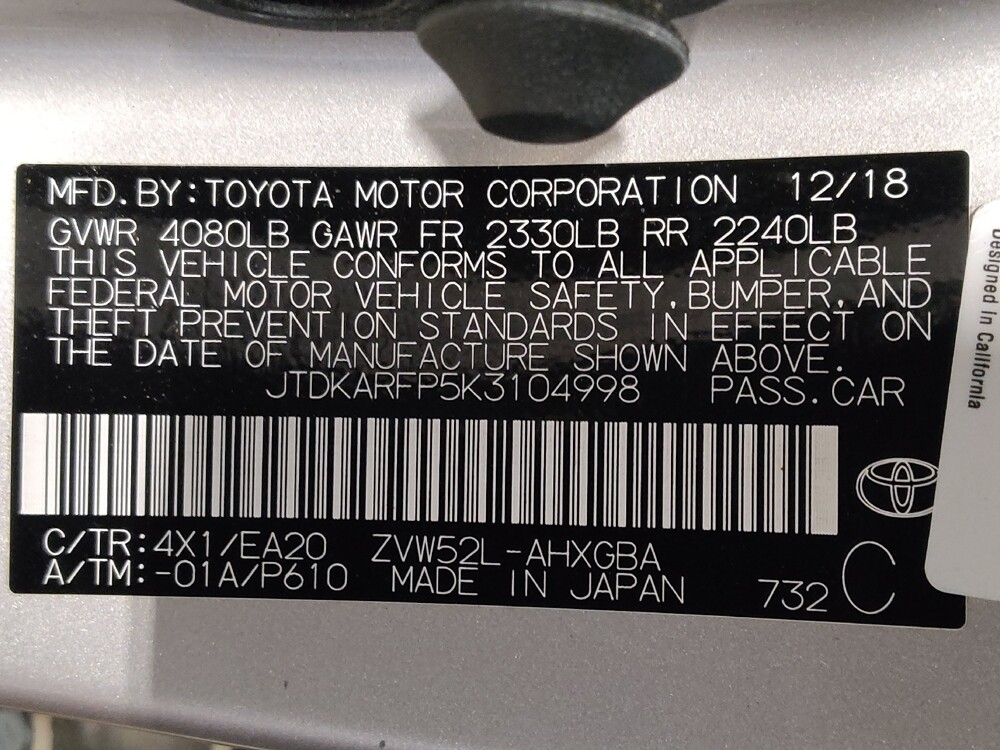 MFD. BY: TOYOTA MOTOR CORPORATION 12/18
GVWR 4080LB GAWR FR 2330LB RR 2240LB
THIS VEHICLE CONFORMS TO ALL APPLICABLE
FEDERAL MOTOR VEHICLE SAFETY, BUMPER, AND
THEFT PREVENTION STANDARDS IN EFFECT ON
THE DATE OF MANUFACTURE SHOWN ABOVE.
JTDKARFP5K3104998 PASS. CAR
C/TR: 4X1/EA20 ZVW52L-AHXGBA
A/TM: -01A/P610 MADE IN JAPAN 732 C
Designed in California